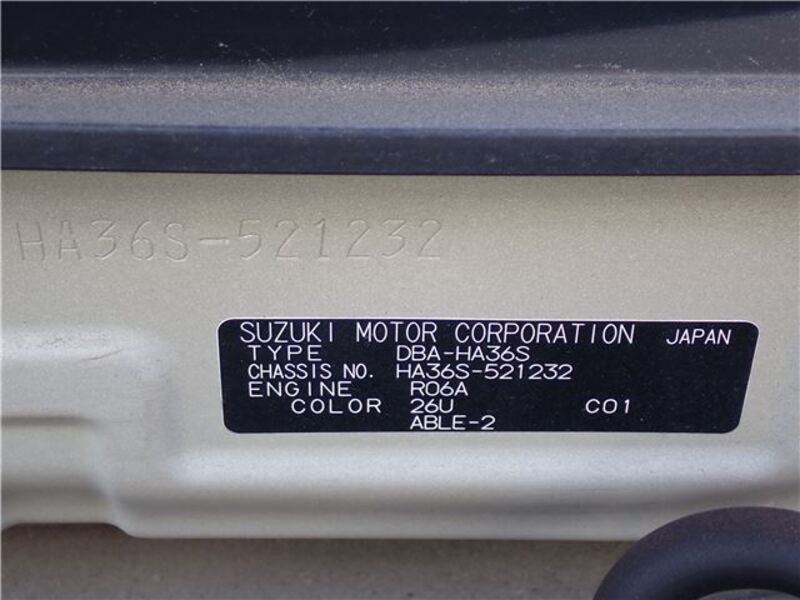 HA36S-521232
SUZUKI MOTOR CORPORATION JAPAN
TYPE DBA-HA36S
CHASSIS NO. HA36S-521232
ENGINE R06A
COLOR 26U C01
ABLE-2